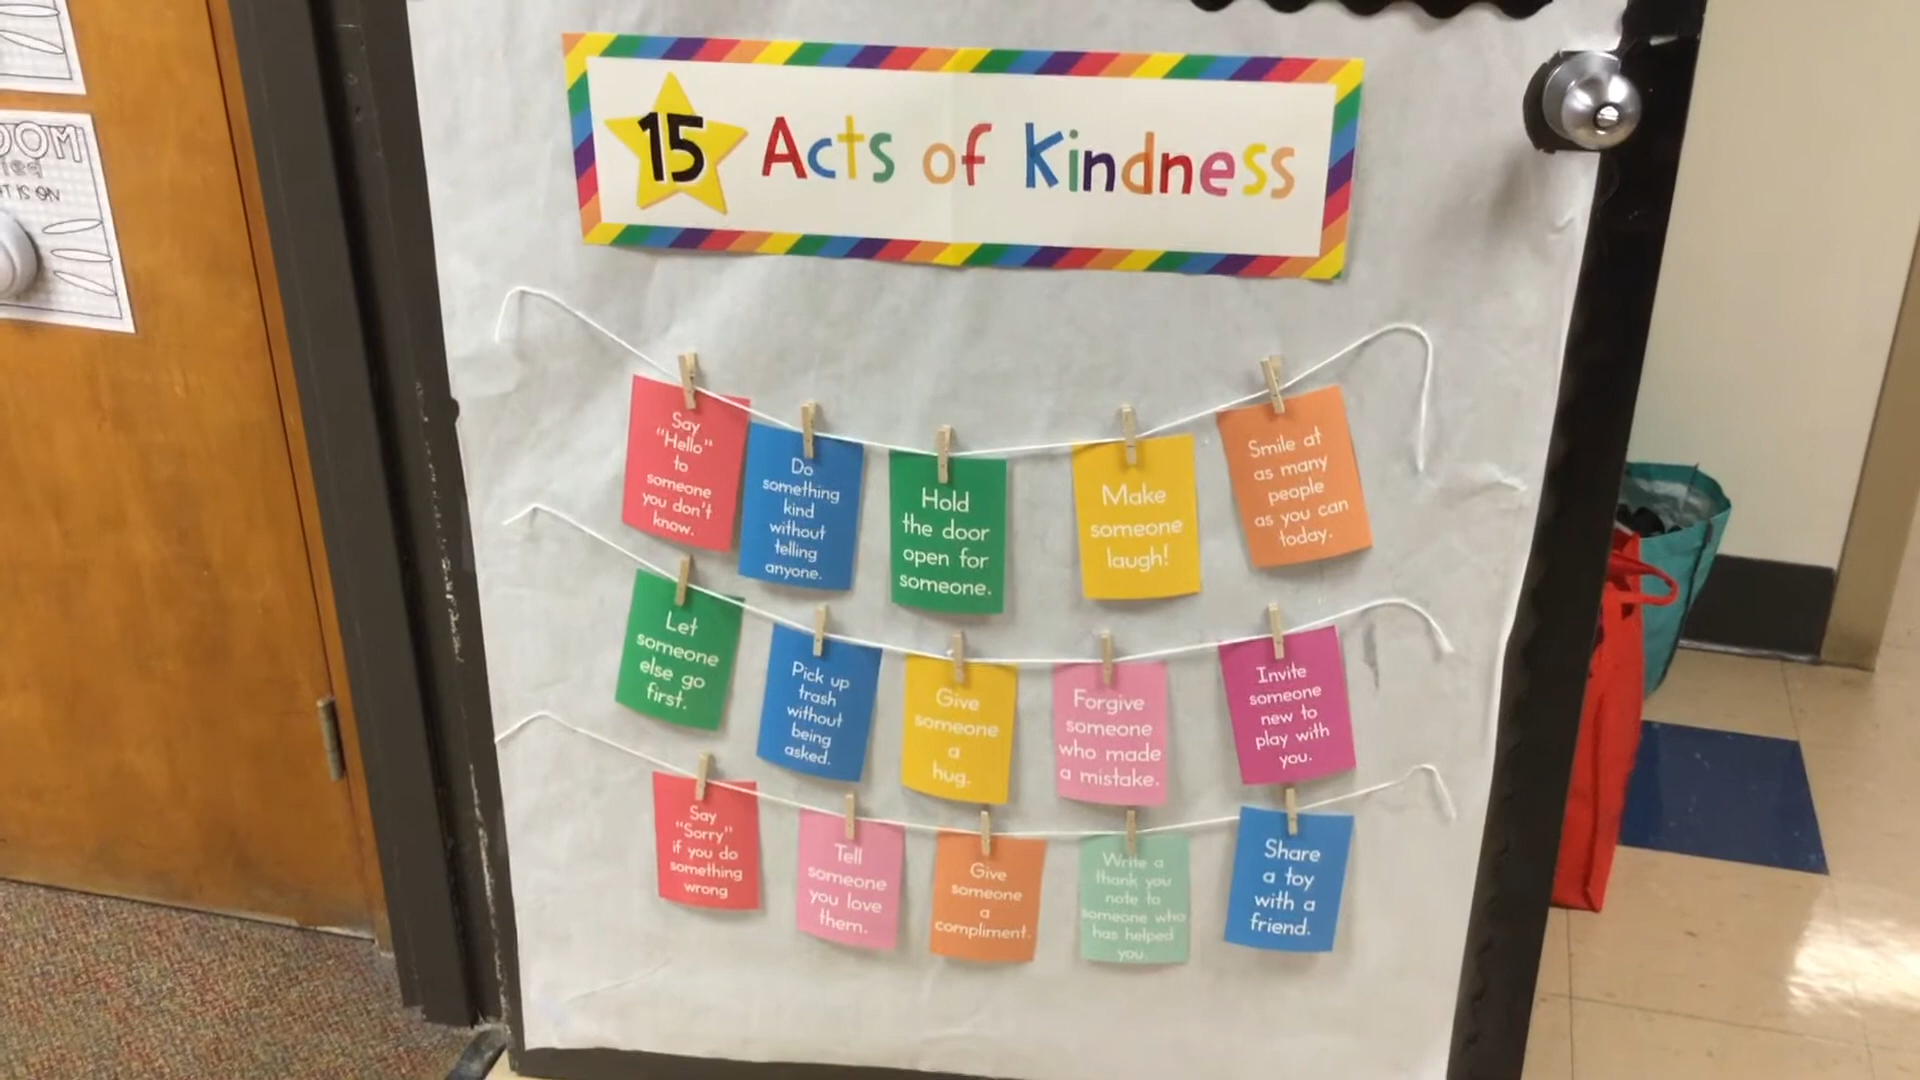 OOM
IT IS ON
15 Acts of Kindness
Say
"Hello"
to
someone
you don't
know.
Do
something
kind
without
telling
anyone.
Hold
the door
open for
someone.
Make
someone
laugh!
Smile at
as many
people
as you can
today.
Let
someone
else go
first.
Pick up
trash
without
being
asked.
Give
someone
a
hug.
Forgive
someone
who made
a mistake.
Invite
someone
new to
play with
you.
Say
"Sorry"
if you do
something
wrong
Tell
someone
you love
them.
Give
someone
a
compliment.
Write a
thank you
note to
someone who
has helped
you.
Share
a toy
with a
friend.